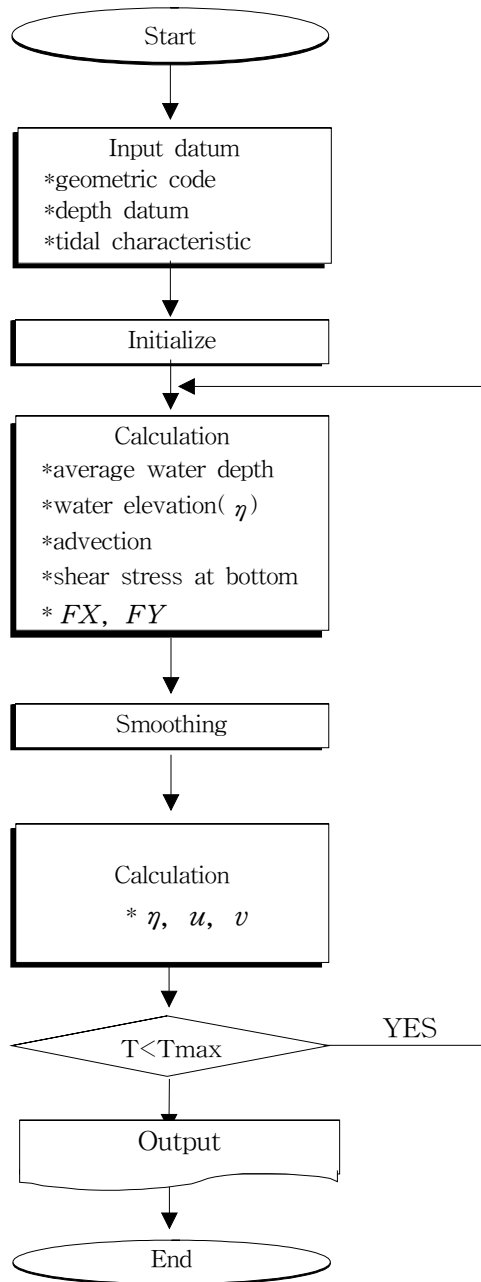 Start
Input datum
*geometric code
*depth datum
*tidal characteristic
Initialize
Calculation
*average water depth
*water elevation( η)
*advection
*shear stress at bottom
* FX, FY
Smoothing
Calculation
* η, u, v
T<Tmax
YES
Output
End